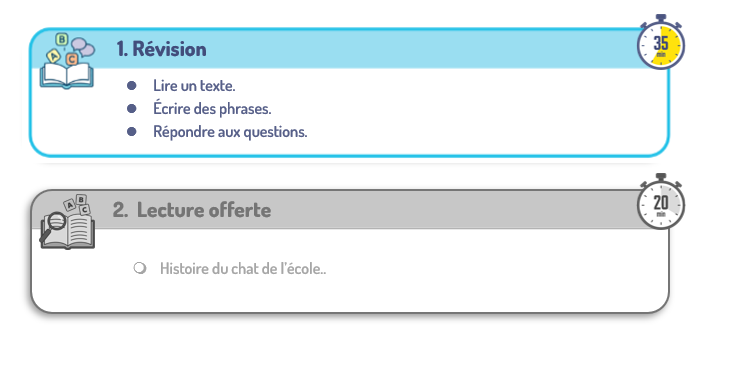 B
A C
1. Révision
35
min
● Lire un texte.
● Écrire des phrases.
● Répondre aux questions.
A B
C
2. Lecture offerte
20
min
❍ Histoire du chat de l'école..